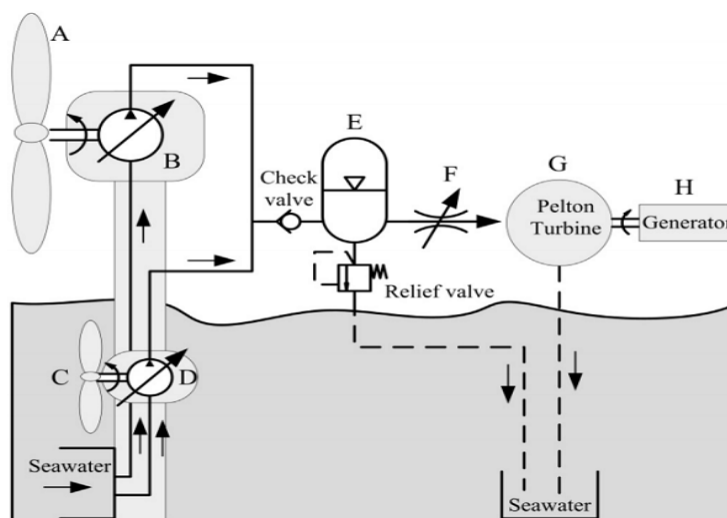 A
B
E
Check
valve
F
G
Pelton
Turbine
H
Generator
Relief valve
C
D
Seawater
Seawater